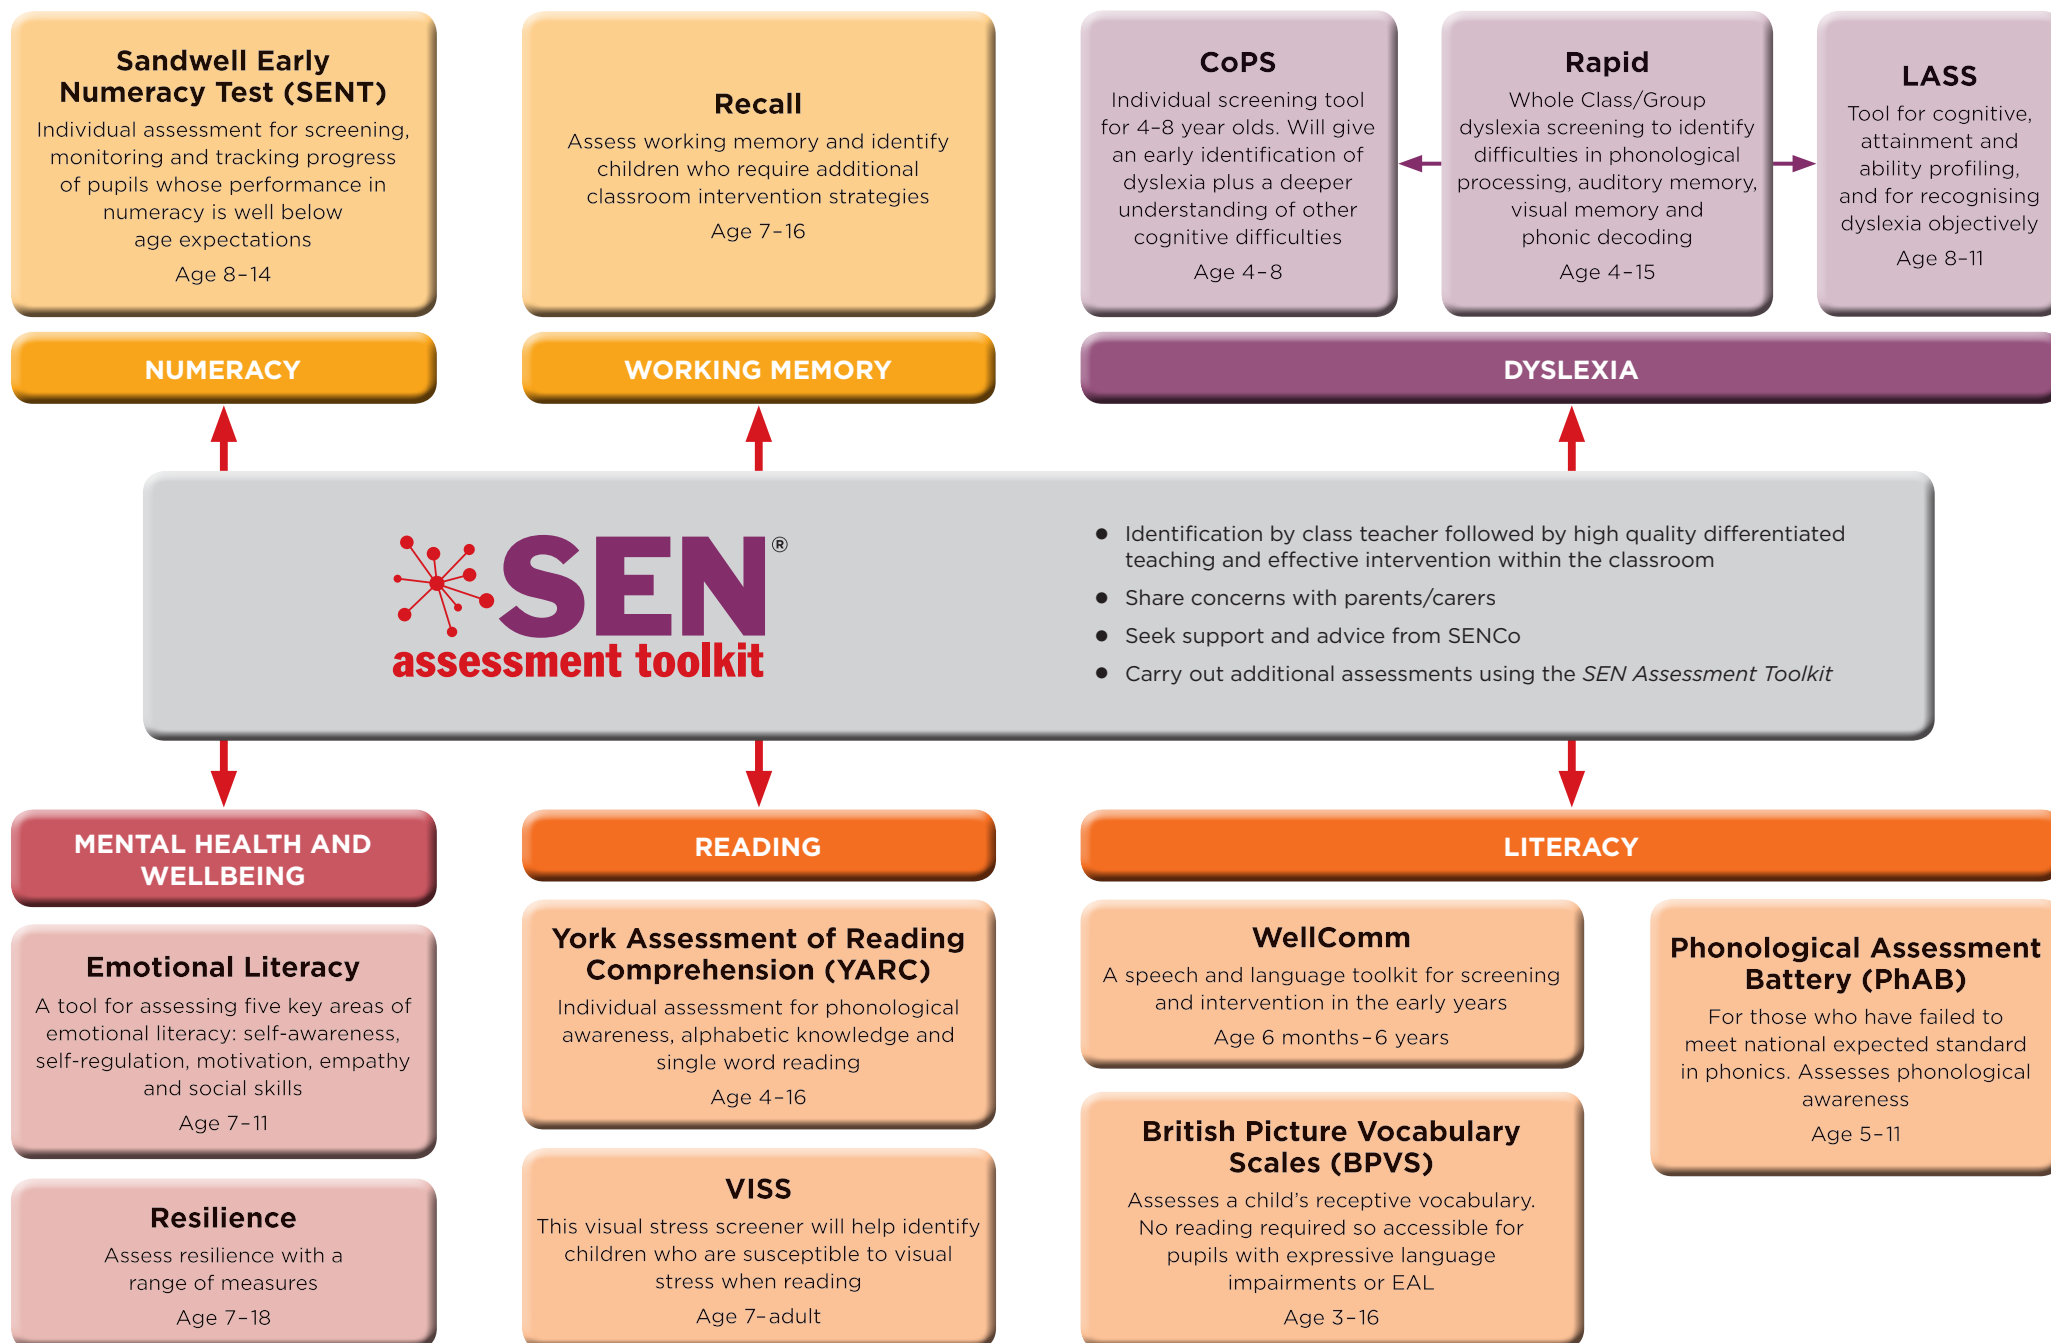 Sandwell Early
Numeracy Test (SENT)
Individual assessment for screening,
monitoring and tracking progress
of pupils whose performance in
numeracy is well below
age expectations
Age 8–14
NUMERACY
Recall
Assess working memory and identify
children who require additional
classroom intervention strategies
Age 7–16
WORKING MEMORY
CoPS
Individual screening tool
for 4–8 year olds. Will give
an early identification of
dyslexia plus a deeper
understanding of other
cognitive difficulties
Age 4–8
Rapid
Whole Class/Group
dyslexia screening to identify
difficulties in phonological
processing, auditory memory,
visual memory and
phonic decoding
Age 4–15
LASS
Tool for cognitive,
attainment and
ability profiling,
and for recognising
dyslexia objectively
Age 8–11
DYSLEXIA
SEN®
assessment toolkit
● Identification by class teacher followed by high quality differentiated
teaching and effective intervention within the classroom
● Share concerns with parents/carers
● Seek support and advice from SENCo
● Carry out additional assessments using the SEN Assessment Toolkit
MENTAL HEALTH AND
WELLBEING
Emotional Literacy
A tool for assessing five key areas of
emotional literacy: self-awareness,
self-regulation, motivation, empathy
and social skills
Age 7–11
Resilience
Assess resilience with a
range of measures
Age 7–18
READING
York Assessment of Reading
Comprehension (YARC)
Individual assessment for phonological
awareness, alphabetic knowledge and
single word reading
Age 4–16
VISS
This visual stress screener will help identify
children who are susceptible to visual
stress when reading
Age 7–adult
LITERACY
WellComm
A speech and language toolkit for screening
and intervention in the early years
Age 6 months–6 years
British Picture Vocabulary
Scales (BPVS)
Assesses a child's receptive vocabulary.
No reading required so accessible for
pupils with expressive language
impairments or EAL
Age 3–16
Phonological Assessment
Battery (PhAB)
For those who have failed to
meet national expected standard
in phonics. Assesses phonological
awareness
Age 5–11